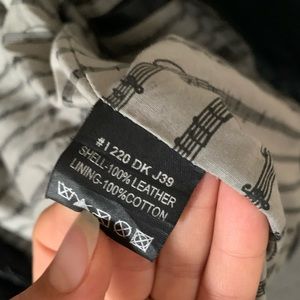 #1220 DK J39
SHELL-100% LEATHER
LINING-100%COTTON